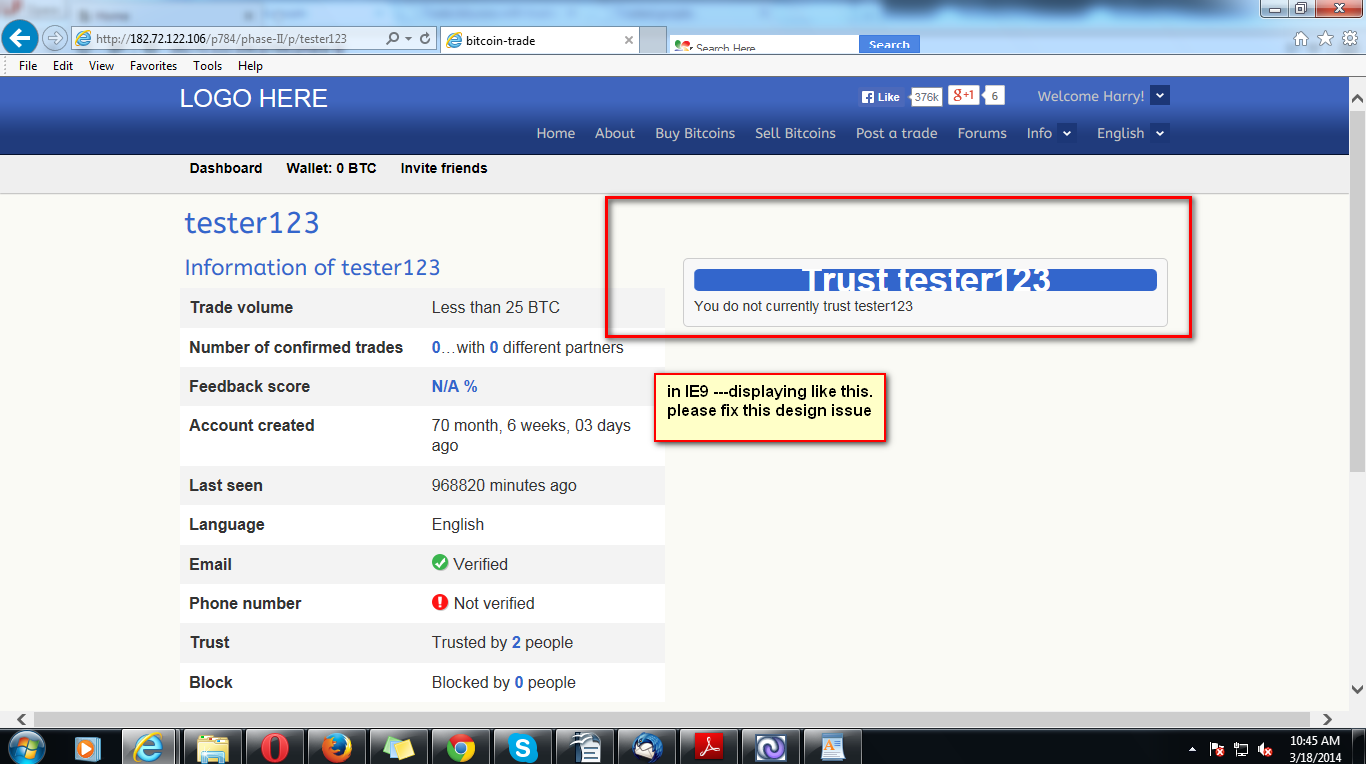 http://182.72.122.106/p784/phase-II/p/tester123
bitcoin-trade
Search Here
Search
File Edit View Favorites Tools Help
LOGO HERE
Like 376k
g+1 6
Welcome Harry!
Home About Buy Bitcoins Sell Bitcoins Post a trade Forums Info English
Dashboard Wallet: 0 BTC Invite friends
tester123
Information of tester123
Trade volume Less than 25 BTC
Number of confirmed trades 0...with 0 different partners
Feedback score N/A %
Account created 70 month, 6 weeks, 03 days
ago
Last seen 968820 minutes ago
Language English
Email Verified
Phone number Not verified
Trust Trusted by 2 people
Block Blocked by 0 people
Trust tester123
You do not currently trust tester123
in IE9 ---displaying like this.
please fix this design issue
10:45 AM
3/18/2014